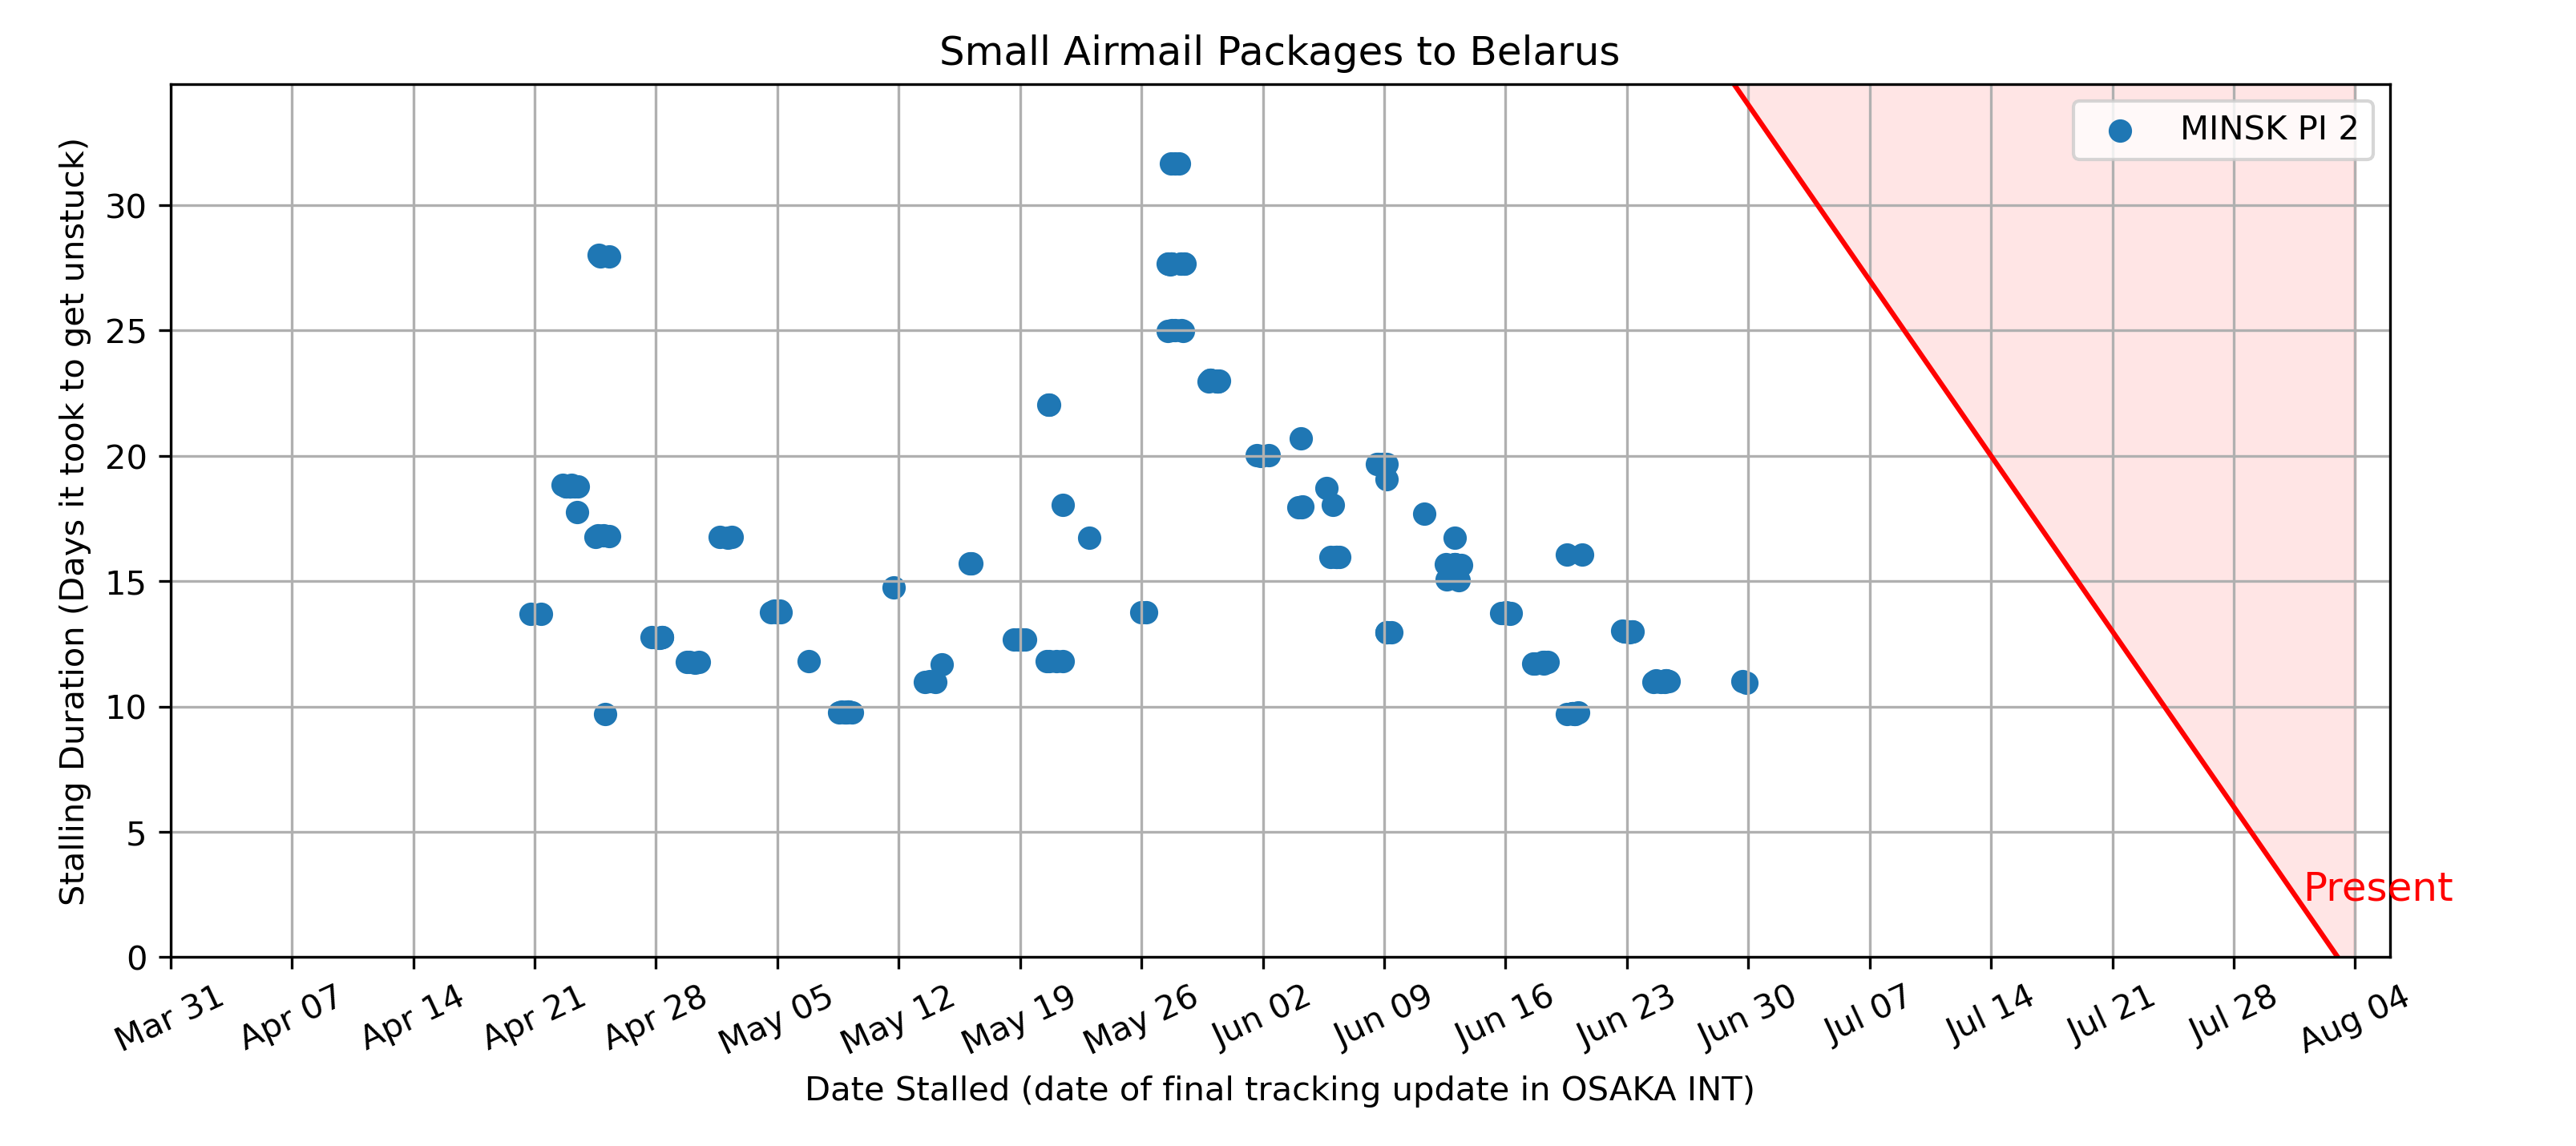 Small Airmail Packages to Belarus
MINSK PI 2
Stalling Duration (Days it took to get unstuck)
30
25
20
15
10
5
0
Present
Mar 31
Apr 07
Apr 14
Apr 21
Apr 28
May 05
May 12
May 19
May 26
Jun 02
Jun 09
Jun 16
Jun 23
Jun 30
Jul 07
Jul 14
Jul 21
Jul 28
Aug 04
Date Stalled (date of final tracking update in OSAKA INT)